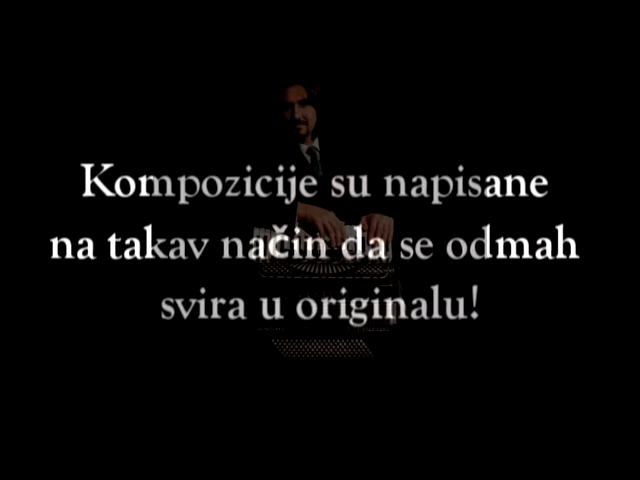 Kompozicije su napisane
na takav način da se odmah
svira u originalu!